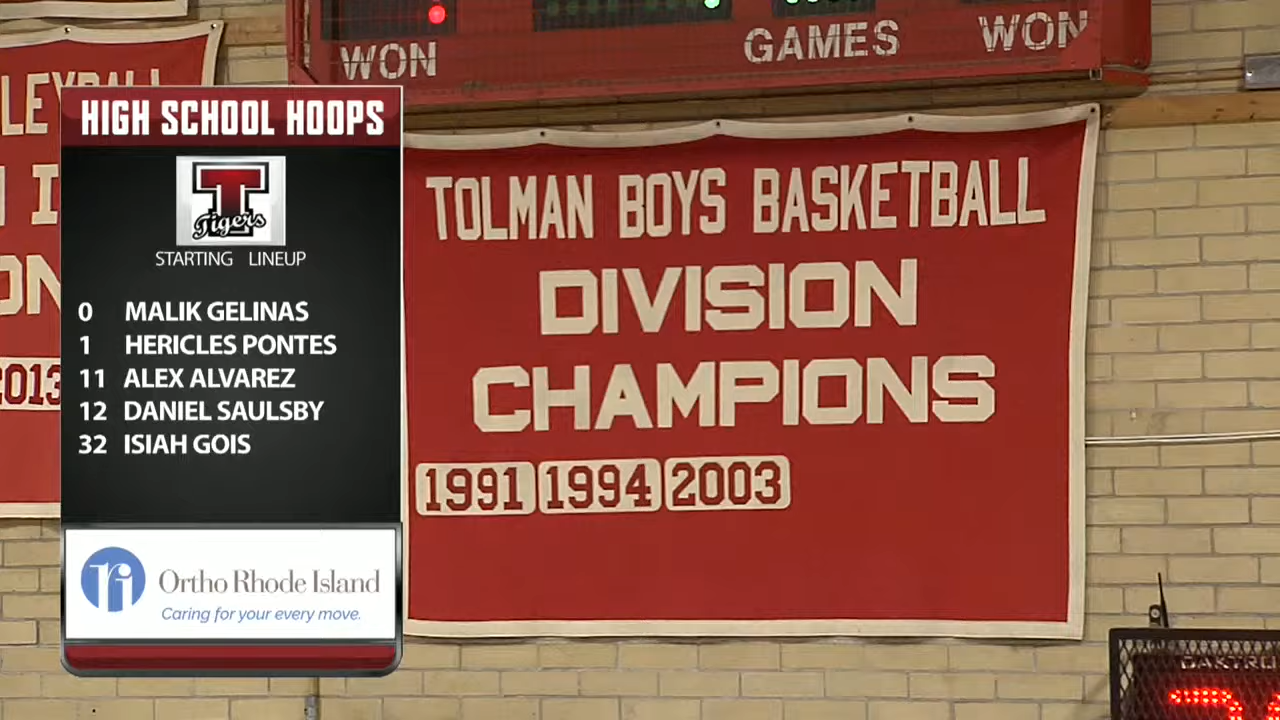 WON
GAMES
WON
HIGH SCHOOL HOOPS
T
Tigers
STARTING LINEUP
0 MALIK GELINAS
1 HERICLES PONTES
11 ALEX ALVAREZ
12 DANIEL SAULSBY
32 ISIAH GOIS
ri Ortho Rhode Island
Caring for your every move.
TOLMAN BOYS BASKETBALL
DIVISION
CHAMPIONS
1991 1994 2003
2013